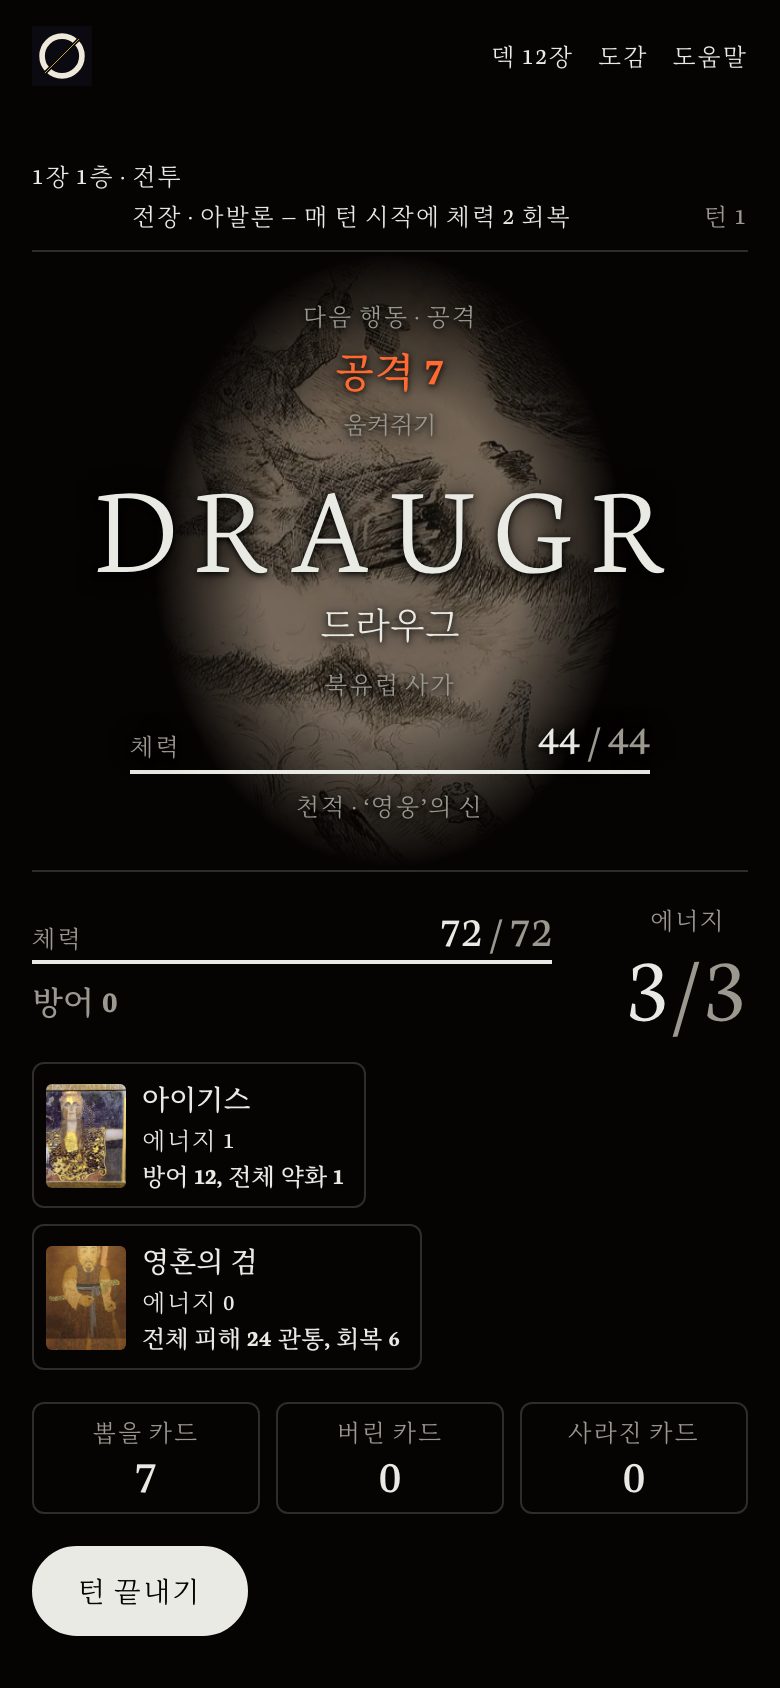 덱 12장 도감 도움말
1장 1층 · 전투
전장 · 아발론 – 매 턴 시작에 체력 2 회복
턴 1
다음 행동 · 공격
공격 7
움켜쥐기
DRAUGR
드라우그
북유럽 사가
체력 44 / 44
천적 · ‘영웅’의 신
체력 72 / 72
에너지
3/3
방어 0
아이기스
에너지 1
방어 12, 전체 약화 1
영혼의 검
에너지 0
전체 피해 24 관통, 회복 6
뽑을 카드
7
버린 카드
0
사라진 카드
0
턴 끝내기